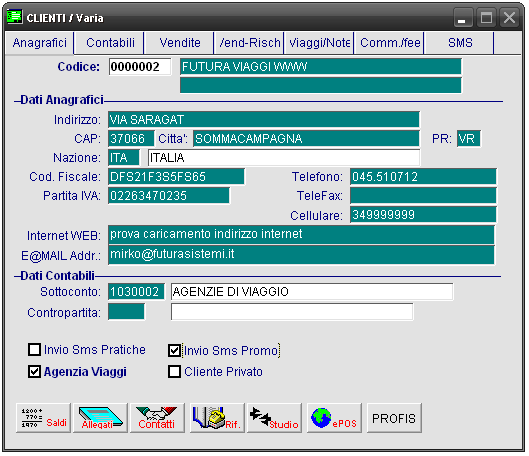 CLIENTI / Varia
Anagrafici Contabili Vendite /end-Risch viaggi/Note Comm./fee SMS
Codice: 0000002 FUTURA VIAGGI WWW
Dati Anagrafici
Indirizzo: VIA SARAGAT
CAP: 37066 Citta': SOMMACAMPAGNA PR: VR
Nazione: ITA ITALIA
Cod. Fiscale: DFS21F3S5FS65 Telefono: 045.510712
Partita IVA: 02263470235 TeleFax:
Cellulare: 349999999
Internet WEB: prova caricamento indirizzo internet
E@MAIL Addr.: mirko@futurasistemi.it
Dati Contabili
Sottoconto: 1030002 AGENZIE DI VIAGGIO
Contropartita:
Invio Sms Pratiche Invio Sms Promo
Agenzia Viaggi Cliente Privato
1200+
770=
1970 Saldi Allegati Contatti Rif. Studio ePOS PROFIS